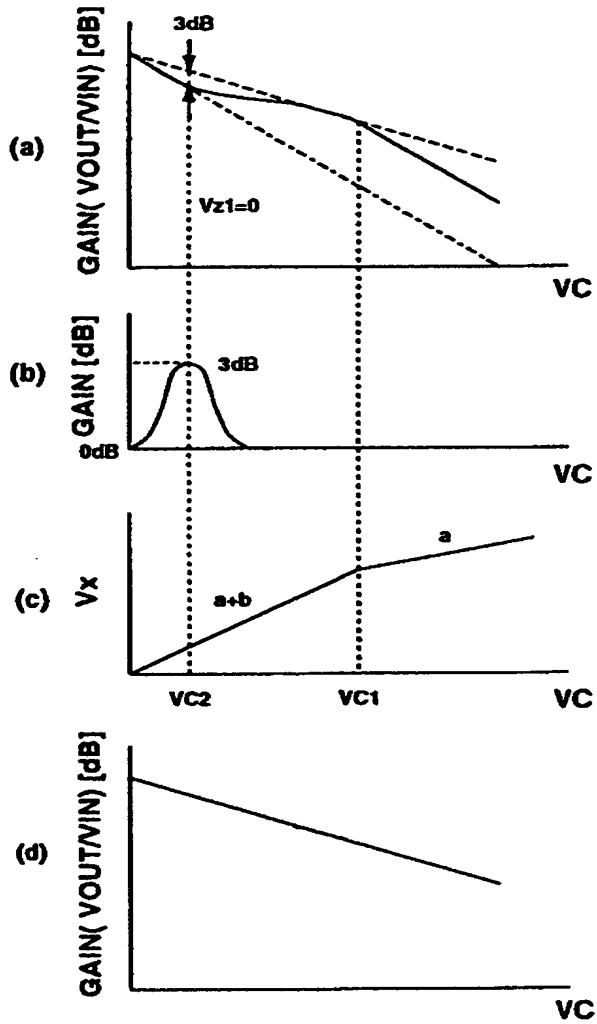 3dB
GAIN( VOUT/VIN) [dB]
(a)
Vz1=0
VC
GAIN [dB]
(b)
3dB
0dB
VC
Vx
(c)
a
a+b
VC2
VC1
VC
GAIN( VOUT/VIN) [dB]
(d)
VC